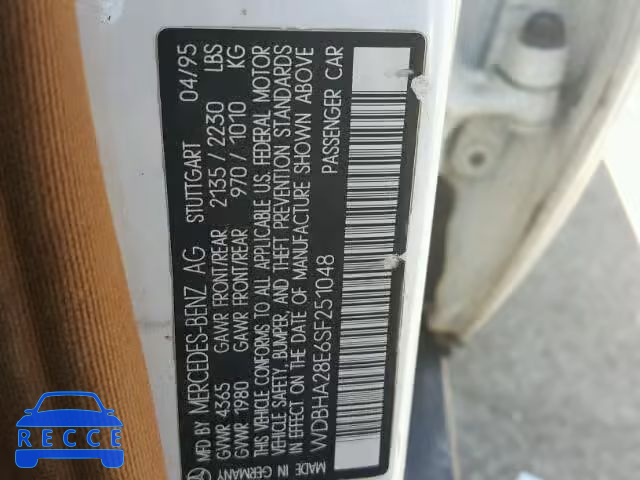 MFD BY MERCEDES-BENZ AG STUTTGART 04/95
GVWR 4365 GAWR FRONT/REAR 2135 / 2230 LBS
GVWR 1980 GAWR FRONT/REAR 970 / 1010 KG
THIS VEHICLE CONFORMS TO ALL APPLICABLE U.S. FEDERAL MOTOR
VEHICLE SAFETY, BUMPER, AND THEFT PREVENTION STANDARDS
IN EFFECT ON THE DATE OF MANUFACTURE SHOWN ABOVE
WDBHA28E6SF251048 PASSENGER CAR
MADE IN GERMANY
EPIC
RECCE